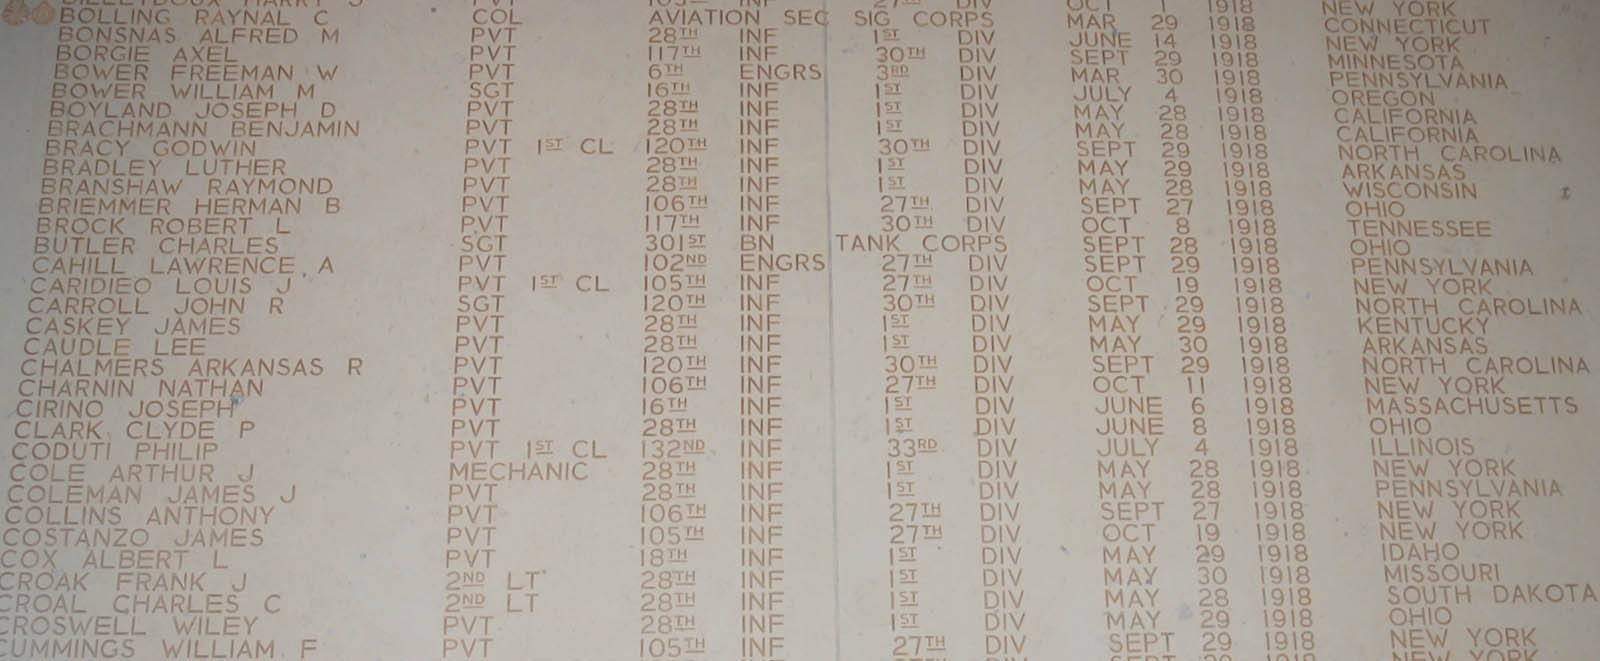 HARRY S 105TH INF 27TH DIV OCT 1 1918 NEW YORK
BOLLING RAYNAL C COL AVIATION SEC SIG CORPS MAR 29 1918 CONNECTICUT
BONSNAS ALFRED M PVT 28TH INF 1ST DIV JUNE 14 1918 NEW YORK
BORGIE AXEL PVT 117TH INF 30TH DIV SEPT 29 1918 MINNESOTA
BOWER FREEMAN W PVT 6TH ENGRS 3RD DIV MAR 30 1918 PENNSYLVANIA
BOWER WILLIAM M SGT 16TH INF 1ST DIV JULY 4 1918 OREGON
BOYLAND JOSEPH D PVT 28TH INF 1ST DIV MAY 28 1918 CALIFORNIA
BRACHMANN BENJAMIN PVT 28TH INF 1ST DIV MAY 28 1918 CALIFORNIA
BRACY GODWIN PVT 1ST CL 120TH INF 30TH DIV SEPT 29 1918 NORTH CAROLINA
BRADLEY LUTHER PVT 28TH INF 1ST DIV MAY 29 1918 ARKANSAS
BRANSHAW RAYMOND PVT 28TH INF 1ST DIV MAY 28 1918 WISCONSIN
BRIEMMER HERMAN B PVT 106TH INF 27TH DIV SEPT 27 1918 OHIO
BROCK ROBERT L PVT 117TH INF 30TH DIV OCT 8 1918 TENNESSEE
BUTLER CHARLES SGT 301ST BN TANK CORPS SEPT 28 1918 OHIO
CAHILL LAWRENCE A PVT 102ND ENGRS 27TH DIV SEPT 29 1918 PENNSYLVANIA
CARIDIEO LOUIS J PVT 1ST CL 105TH INF 27TH DIV OCT 19 1918 NEW YORK
CARROLL JOHN R SGT 120TH INF 30TH DIV SEPT 29 1918 NORTH CAROLINA
CASKEY JAMES PVT 28TH INF 1ST DIV MAY 29 1918 KENTUCKY
CAUDLE LEE PVT 28TH INF 1ST DIV MAY 30 1918 ARKANSAS
CHALMERS ARKANSAS R PVT 120TH INF 30TH DIV SEPT 29 1918 NORTH CAROLINA
CHARNIN NATHAN PVT 106TH INF 27TH DIV OCT 11 1918 NEW YORK
CIRINO JOSEPH PVT 16TH INF 1ST DIV JUNE 6 1918 MASSACHUSETTS
CLARK CLYDE P PVT 28TH INF 1ST DIV JUNE 8 1918 OHIO
CODUTI PHILIP PVT 1ST CL 132ND INF 33RD DIV JULY 4 1918 ILLINOIS
COLE ARTHUR J MECHANIC 28TH INF 1ST DIV MAY 28 1918 NEW YORK
COLEMAN JAMES J PVT 28TH INF 1ST DIV MAY 28 1918 PENNSYLVANIA
COLLINS ANTHONY PVT 106TH INF 27TH DIV SEPT 27 1918 NEW YORK
COSTANZO JAMES PVT 105TH INF 27TH DIV OCT 19 1918 NEW YORK
COX ALBERT L PVT 18TH INF 1ST DIV MAY 29 1918 IDAHO
CROAK FRANK J 2ND LT 28TH INF 1ST DIV MAY 30 1918 MISSOURI
CROAL CHARLES C 2ND LT 28TH INF 1ST DIV MAY 28 1918 SOUTH DAKOTA
CROSWELL WILEY PVT 28TH INF 1ST DIV MAY 29 1918 OHIO
CUMMINGS WILLIAM F PVT 105TH INF 27TH DIV SEPT 29 1918 NEW YORK
NEW YORK